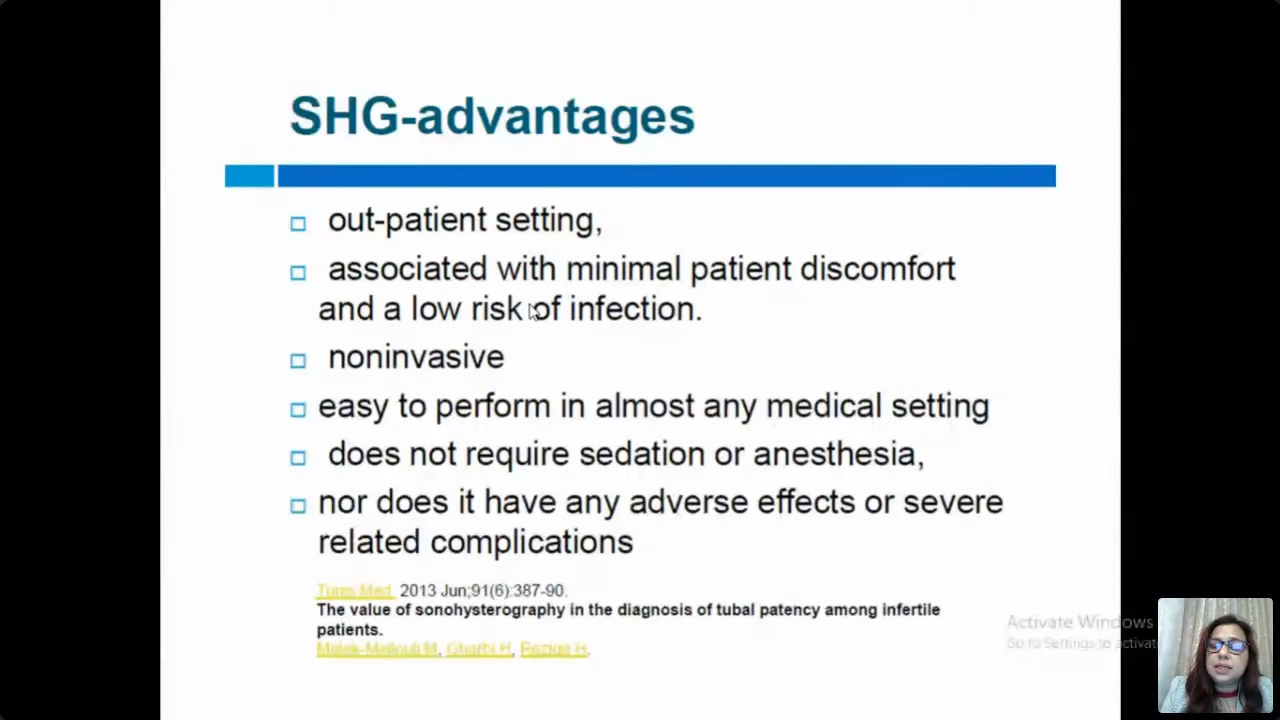 SHG-advantages
out-patient setting,
associated with minimal patient discomfort
and a low risk of infection.
noninvasive
easy to perform in almost any medical setting
does not require sedation or anesthesia,
nor does it have any adverse effects or severe
related complications
Tunis Med. 2013 Jun;91(6):387-90.
The value of sonohysterography in the diagnosis of tubal patency among infertile
patients.
M, Gharbi H, H.
Activate Windows
Go to Settings to activate